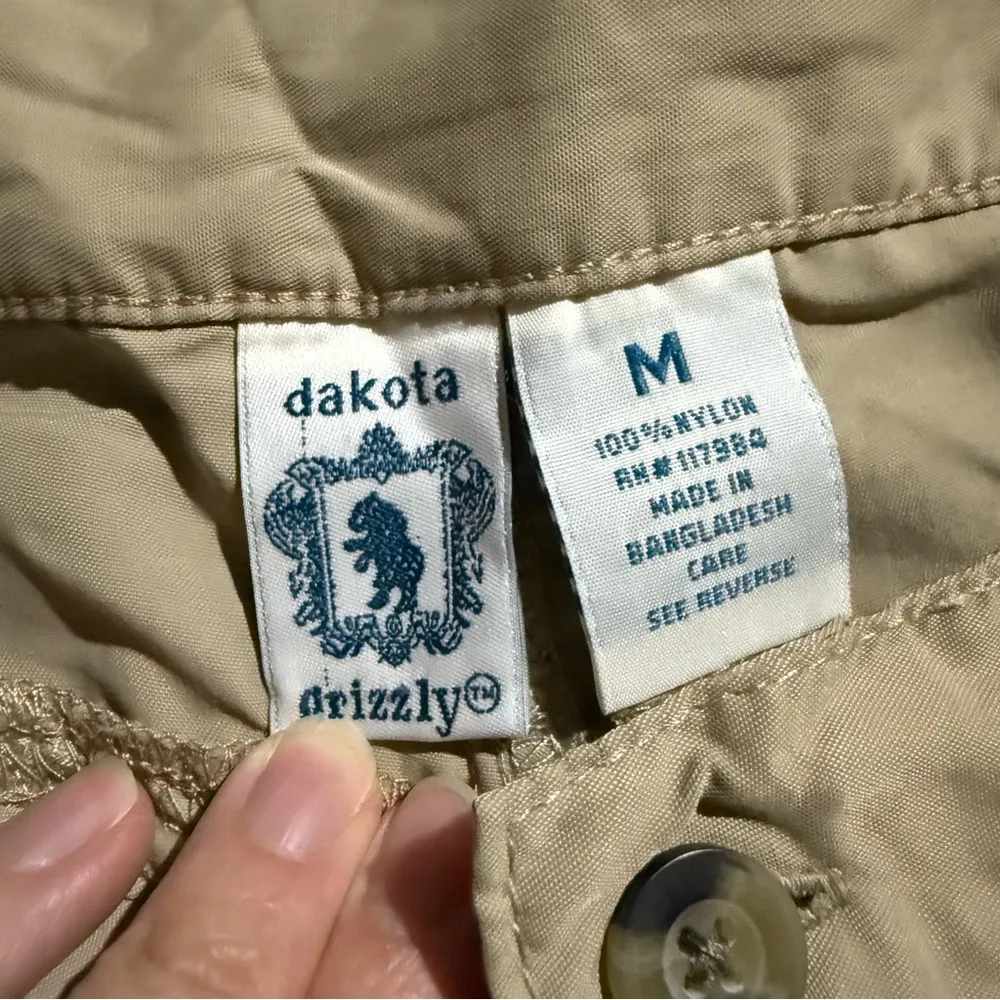 dakota
grizzly™
M
100% NYLON
RN# 117984
MADE IN
BANGLADESH
CARE
SEE REVERSE